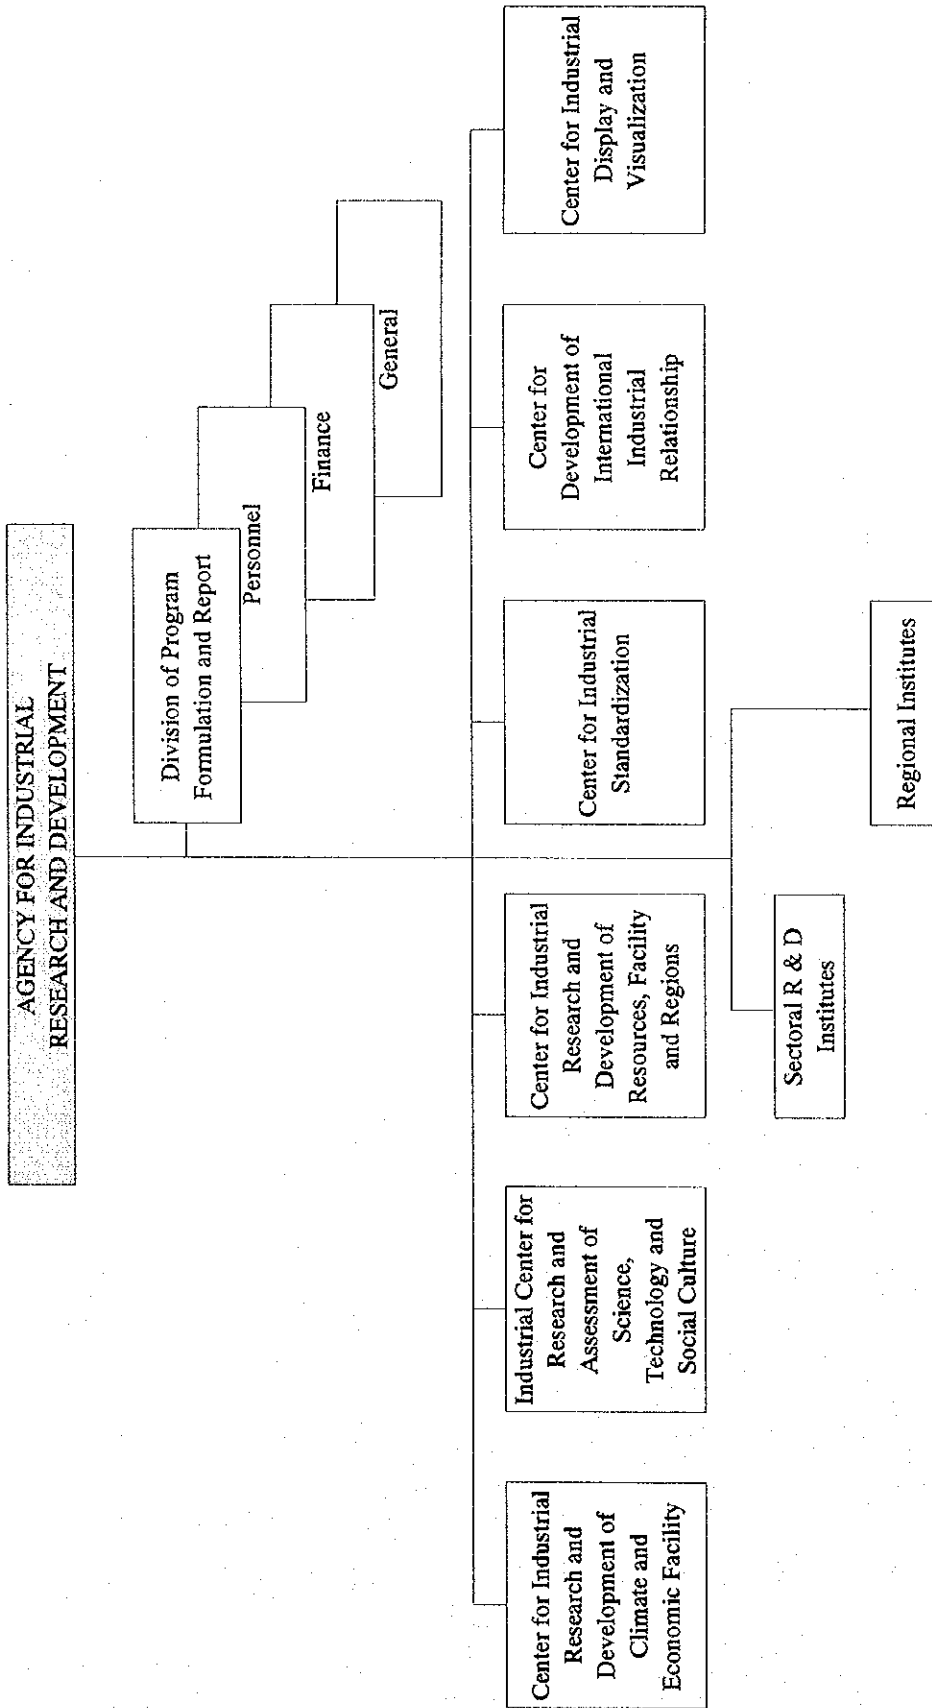 AGENCY FOR INDUSTRIAL
RESEARCH AND DEVELOPMENT
Division of Program
Formulation and Report
Personnel
Finance
General
Center for Industrial
Research and
Development of
Climate and
Economic Facility
Industrial Center for
Research and
Assessment of
Science,
Technology and
Social Culture
Center for Industrial
Research and
Development of
Resources, Facility
and Regions
Center for Industrial
Standardization
Center for
Development of
International
Industrial
Relationship
Center for Industrial
Display and
Visualization
Sectoral R & D
Institutes
Regional Institutes